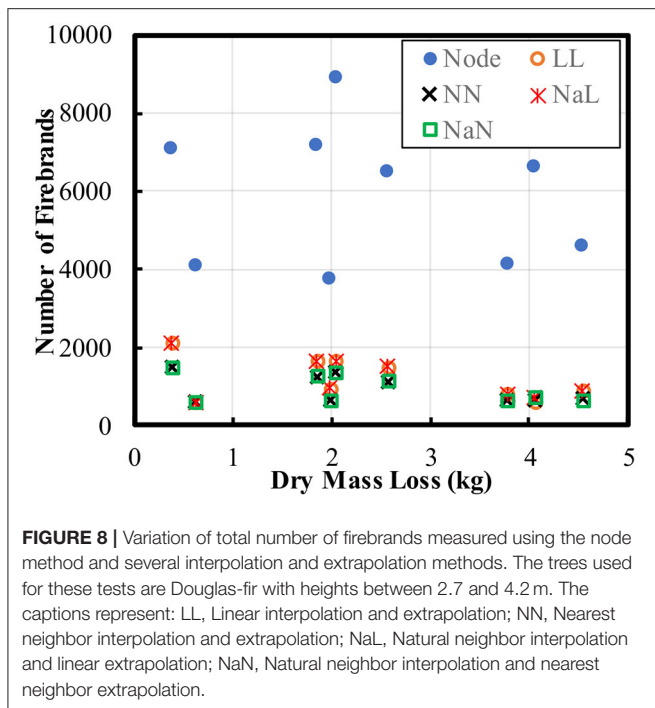 10000
8000
6000
4000
2000
0
Number of Firebrands
Node
LL
NN
NaL
NaN
0 1 2 3 4 5
Dry Mass Loss (kg)
FIGURE 8 | Variation of total number of firebrands measured using the node
method and several interpolation and extrapolation methods. The trees used
for these tests are Douglas-fir with heights between 2.7 and 4.2 m. The
captions represent: LL, Linear interpolation and extrapolation; NN, Nearest
neighbor interpolation and extrapolation; NaL, Natural neighbor interpolation
and linear extrapolation; NaN, Natural neighbor interpolation and nearest
neighbor extrapolation.